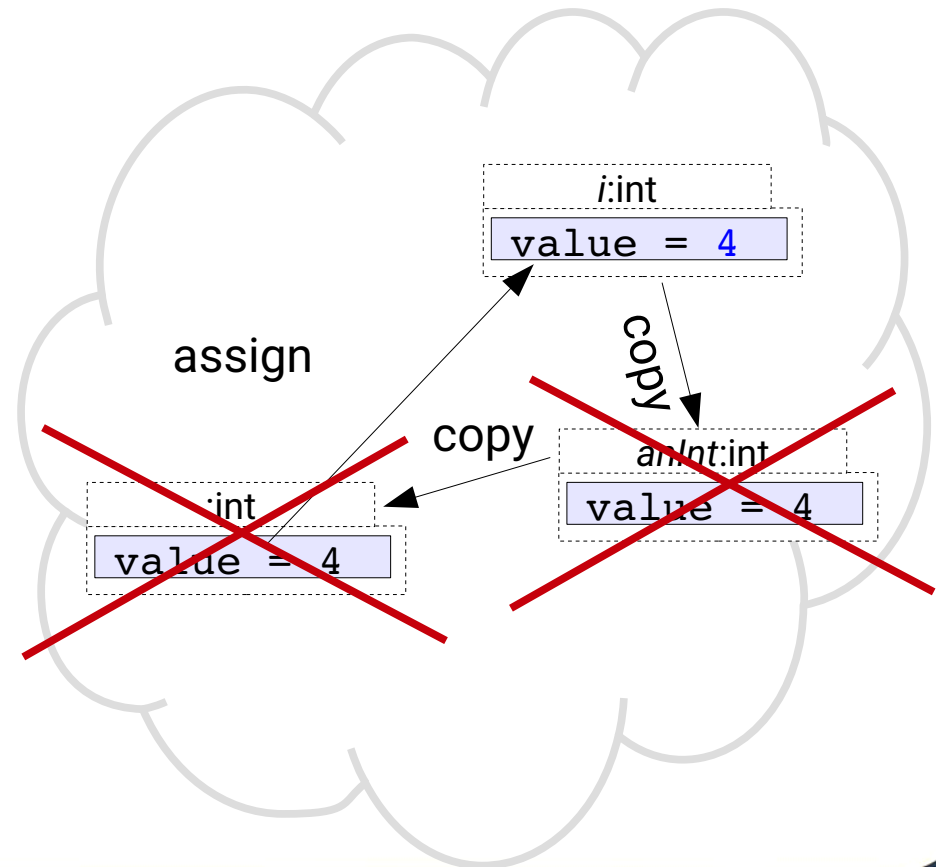 i:int
value = 4
copy
assign
copy
anInt:int
value = 4
:int
value = 4